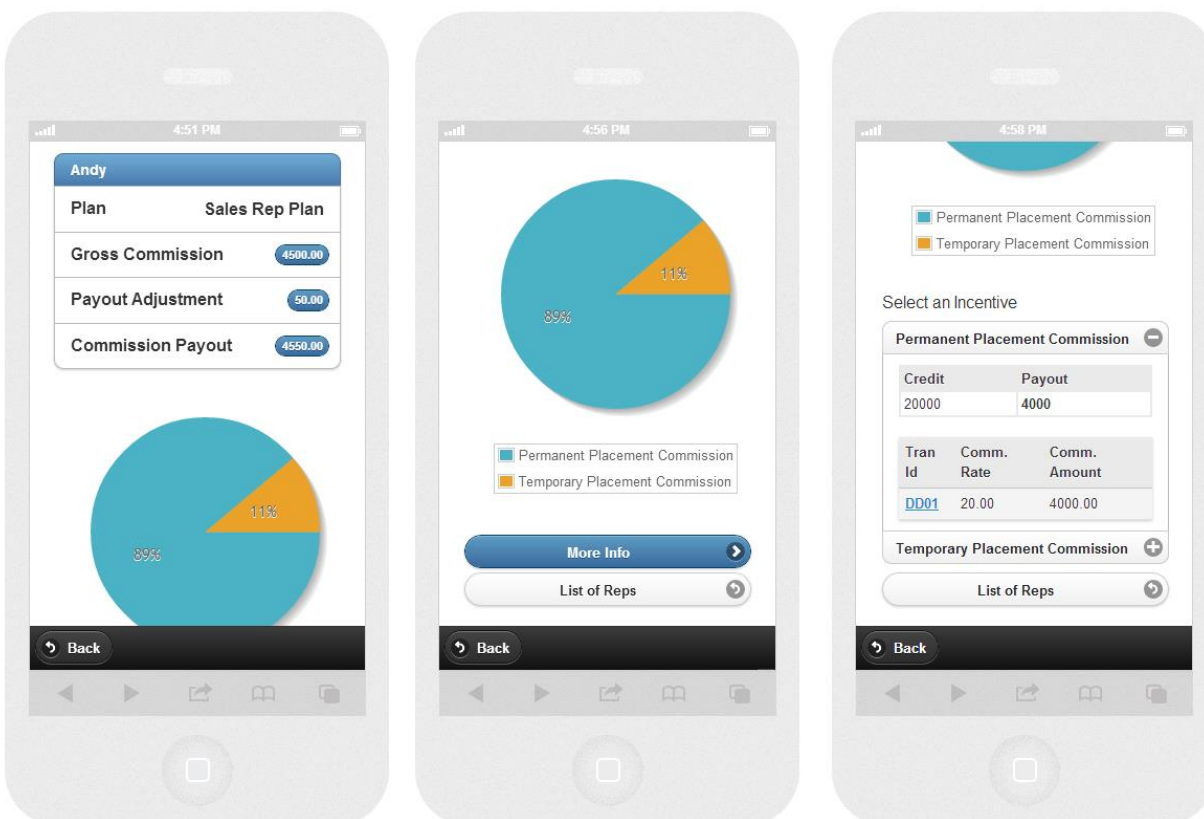 4:51 PM
Andy
Plan Sales Rep Plan
Gross Commission 4500.00
Payout Adjustment 50.00
Commission Payout 4550.00
11%
89%
Back
4:56 PM
11%
89%
Permanent Placement Commission
Temporary Placement Commission
More Info
List of Reps
Back
4:58 PM
Permanent Placement Commission
Temporary Placement Commission
Select an Incentive
Permanent Placement Commission
Credit Payout
20000 4000
Tran Comm. Comm.
Id Rate Amount
DD01 20.00 4000.00
Temporary Placement Commission
List of Reps
Back